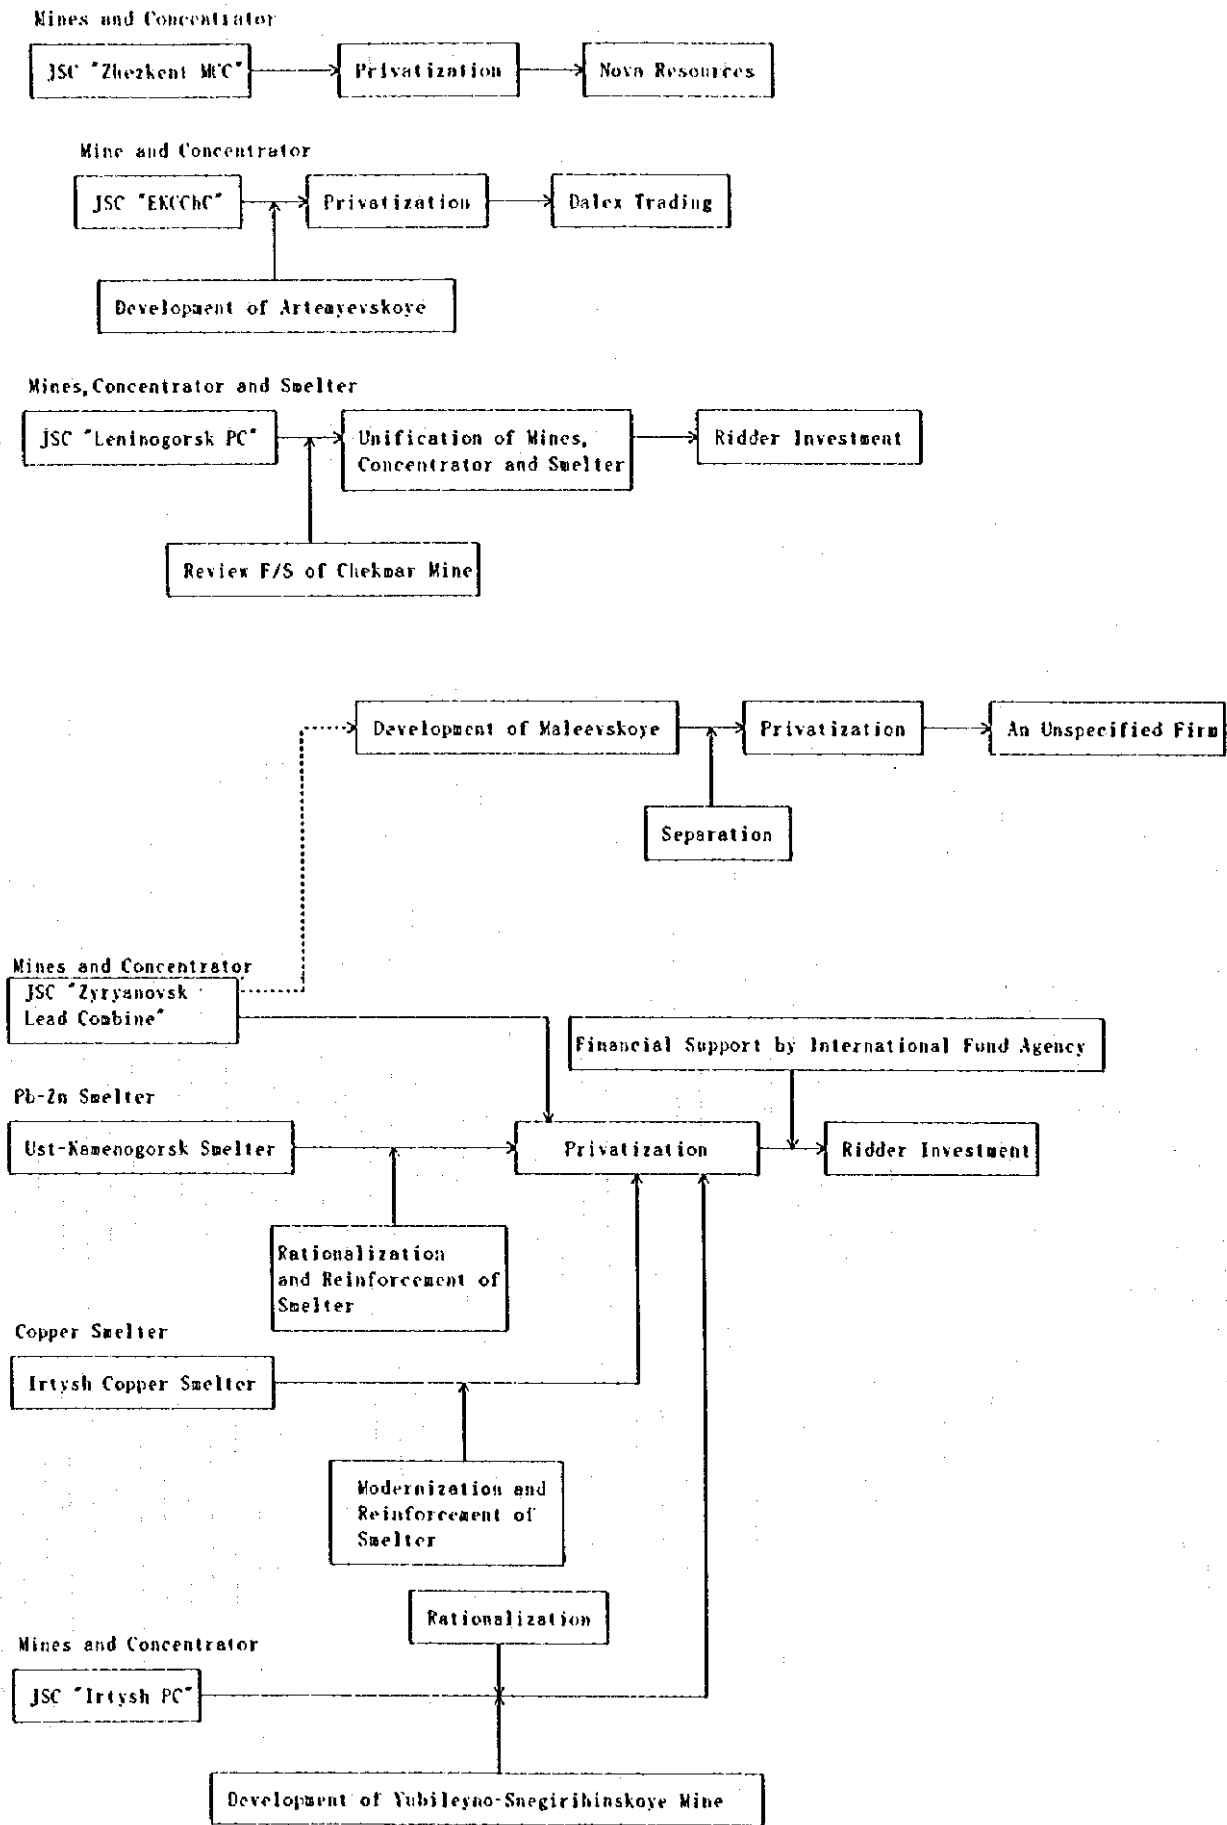 Mines and Concentrator
JSC "Zhezkent MCC"
Privatization
Nova Resources
Mine and Concentrator
JSC "EKCChC"
Privatization
Dalex Trading
Development of Artemyevskoye
Mines,Concentrator and Smelter
JSC "Leninogorsk PC"
Unification of Mines,
Concentrator and Smelter
Ridder Investment
Review F/S of Chekmar Mine
Development of Maleevskoye
Privatization
An Unspecified Firm
Separation
Mines and Concentrator
JSC "Zyryanovsk
Lead Combine"
Financial Support by International Fund Agency
Pb-Zn Smelter
Ust-Kamenogorsk Smelter
Privatization
Ridder Investment
Rationalization
and Reinforcement of
Smelter
Copper Smelter
Irtysh Copper Smelter
Modernization and
Reinforcement of
Smelter
Rationalization
Mines and Concentrator
JSC "Irtysh PC"
Development of Yubileyno-Snegirihinskoye Mine